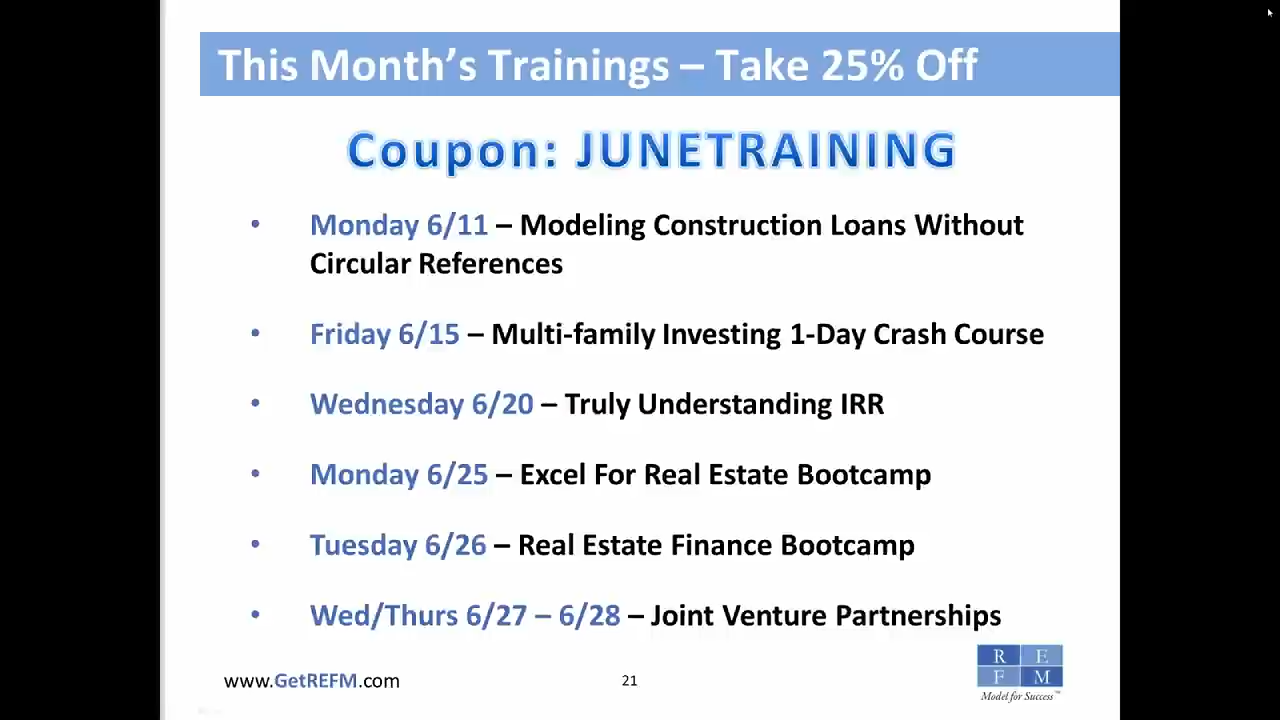 This Month's Trainings – Take 25% Off
Coupon: JUNETRAINING
• Monday 6/11 – Modeling Construction Loans Without
Circular References
• Friday 6/15 – Multi-family Investing 1-Day Crash Course
• Wednesday 6/20 – Truly Understanding IRR
• Monday 6/25 – Excel For Real Estate Bootcamp
• Tuesday 6/26 – Real Estate Finance Bootcamp
• Wed/Thurs 6/27 – 6/28 – Joint Venture Partnerships
www.GetREFM.com
21
R E
F M
Model for Success™